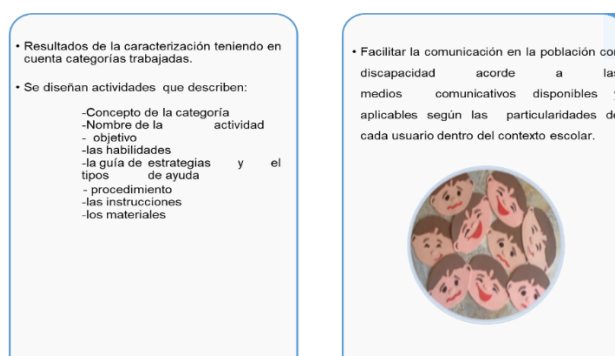 • Resultados de la caracterización teniendo en
cuenta categorías trabajadas.
• Se diseñan actividades que describen:
-Concepto de la categoría
-Nombre de la actividad
- objetivo
-las habilidades
-la guía de estrategias y el
tipos de ayuda
- procedimiento
-las instrucciones
-los materiales
• Facilitar la comunicación en la población
discapacidad acorde a
medios comunicativos disponibles
aplicables según las particularidades
cada usuario dentro del contexto escolar.